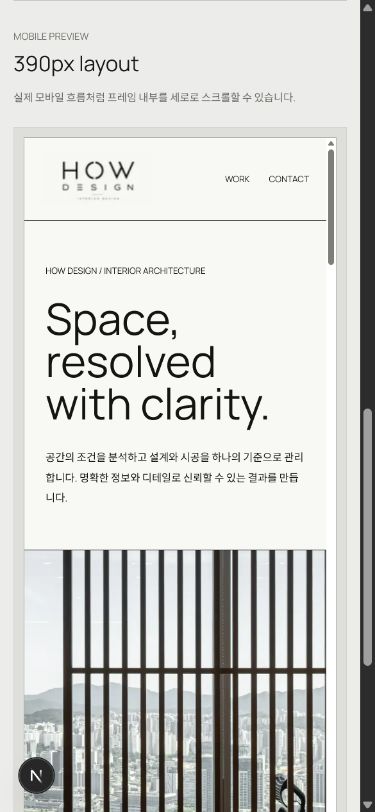 MOBILE PREVIEW
390px layout
실제 모바일 흐름처럼 프레임 내부를 세로로 스크롤할 수 있습니다.
HOW
DESIGN
INTERIOR DESIGN
WORK CONTACT
HOW DESIGN / INTERIOR ARCHITECTURE
Space,
resolved
with clarity.
공간의 조건을 분석하고 설계와 시공을 하나의 기준으로 관리
합니다. 명확한 정보와 디테일로 신뢰할 수 있는 결과를 만듭
니다.
N